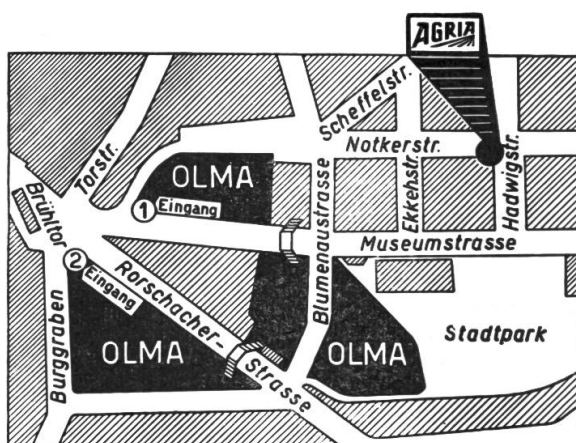 AGRIA
Scheffelstr.
Torstr.
Notkerstr.
OLMA
1 Eingang
Ekkehstr.
Hadwigstr.
Brühltor
Blumenaustrasse
Museumstrasse
2 Eingang
Rorschacher-
Strasse
Burggraben
OLMA
OLMA
Stadtpark